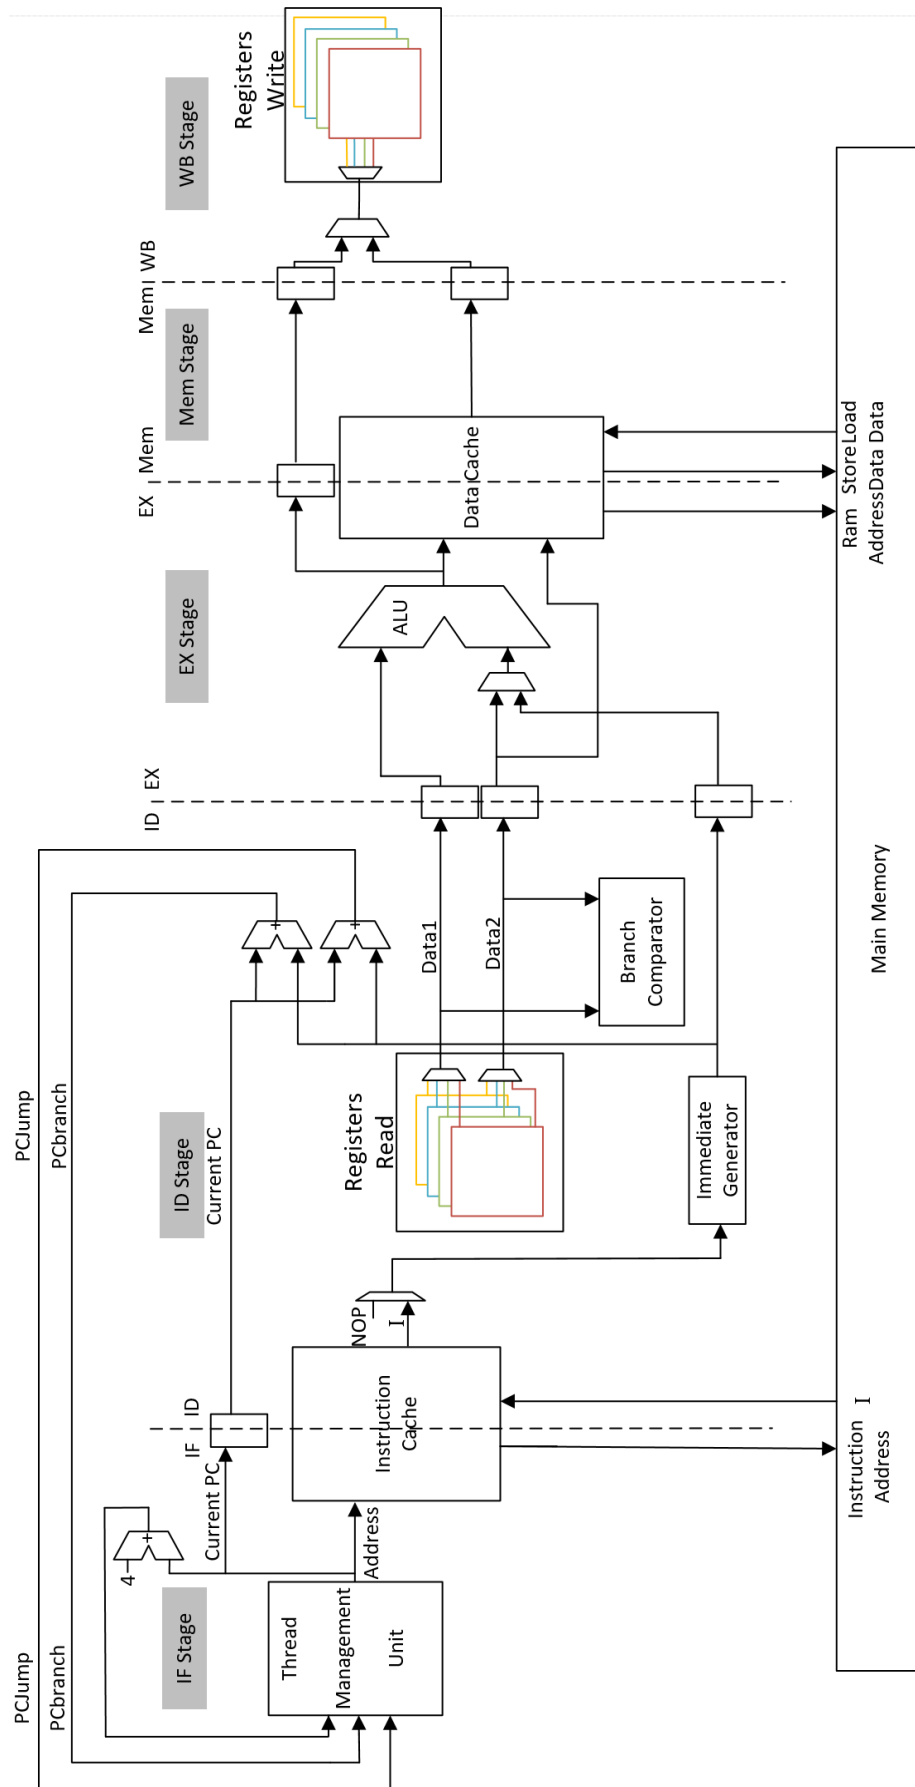 PCJump
PCbranch
PCJump
PCbranch
IF Stage
ID Stage
EX Stage
Mem Stage
WB Stage
IF
ID
ID
EX
EX
Mem
Mem
WB
4
+
Current PC
Current PC
Thread
Management
Unit
Address
Instruction
Cache
NOP
I
Registers
Read
+
+
Data1
Data2
Branch
Comparator
Immediate
Generator
ALU
Data Cache
Registers
Write
Instruction
Address
I
Main Memory
Ram
Address
Store
Data
Load
Data